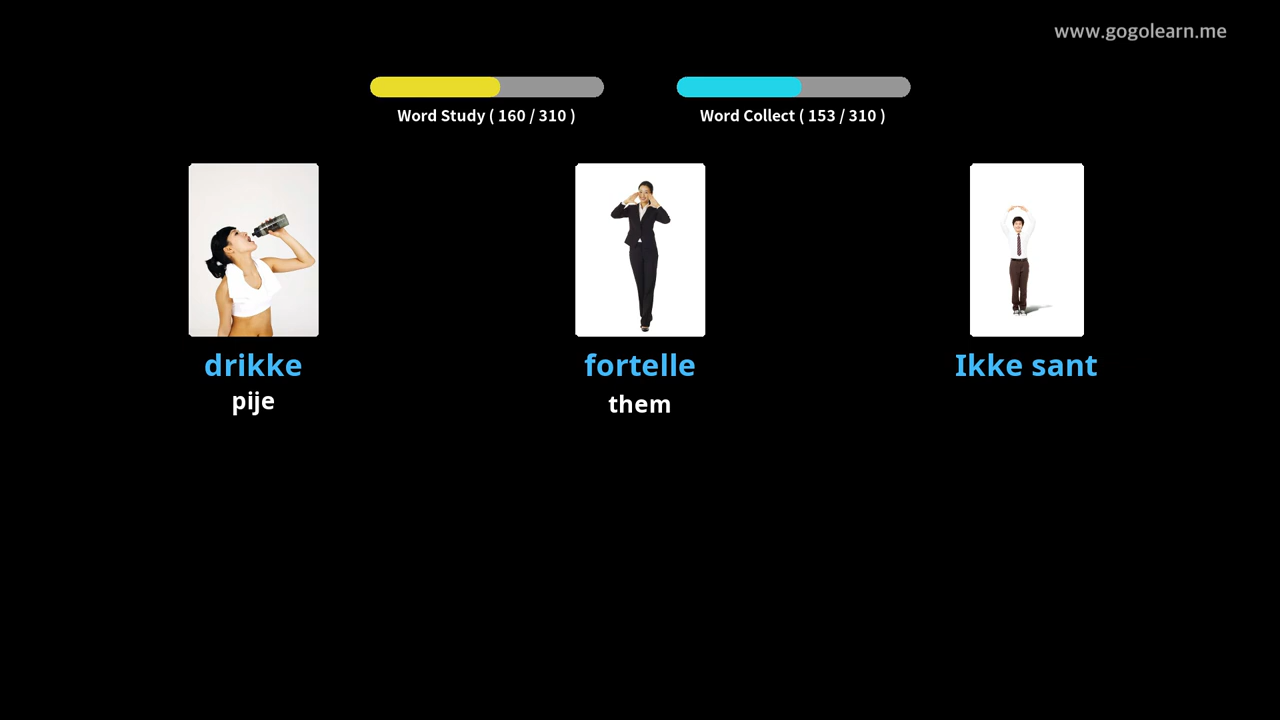 www.gogolearn.me
Word Study ( 160 / 310 )
Word Collect ( 153 / 310 )
drikke
fortelle
Ikke sant
pije
them